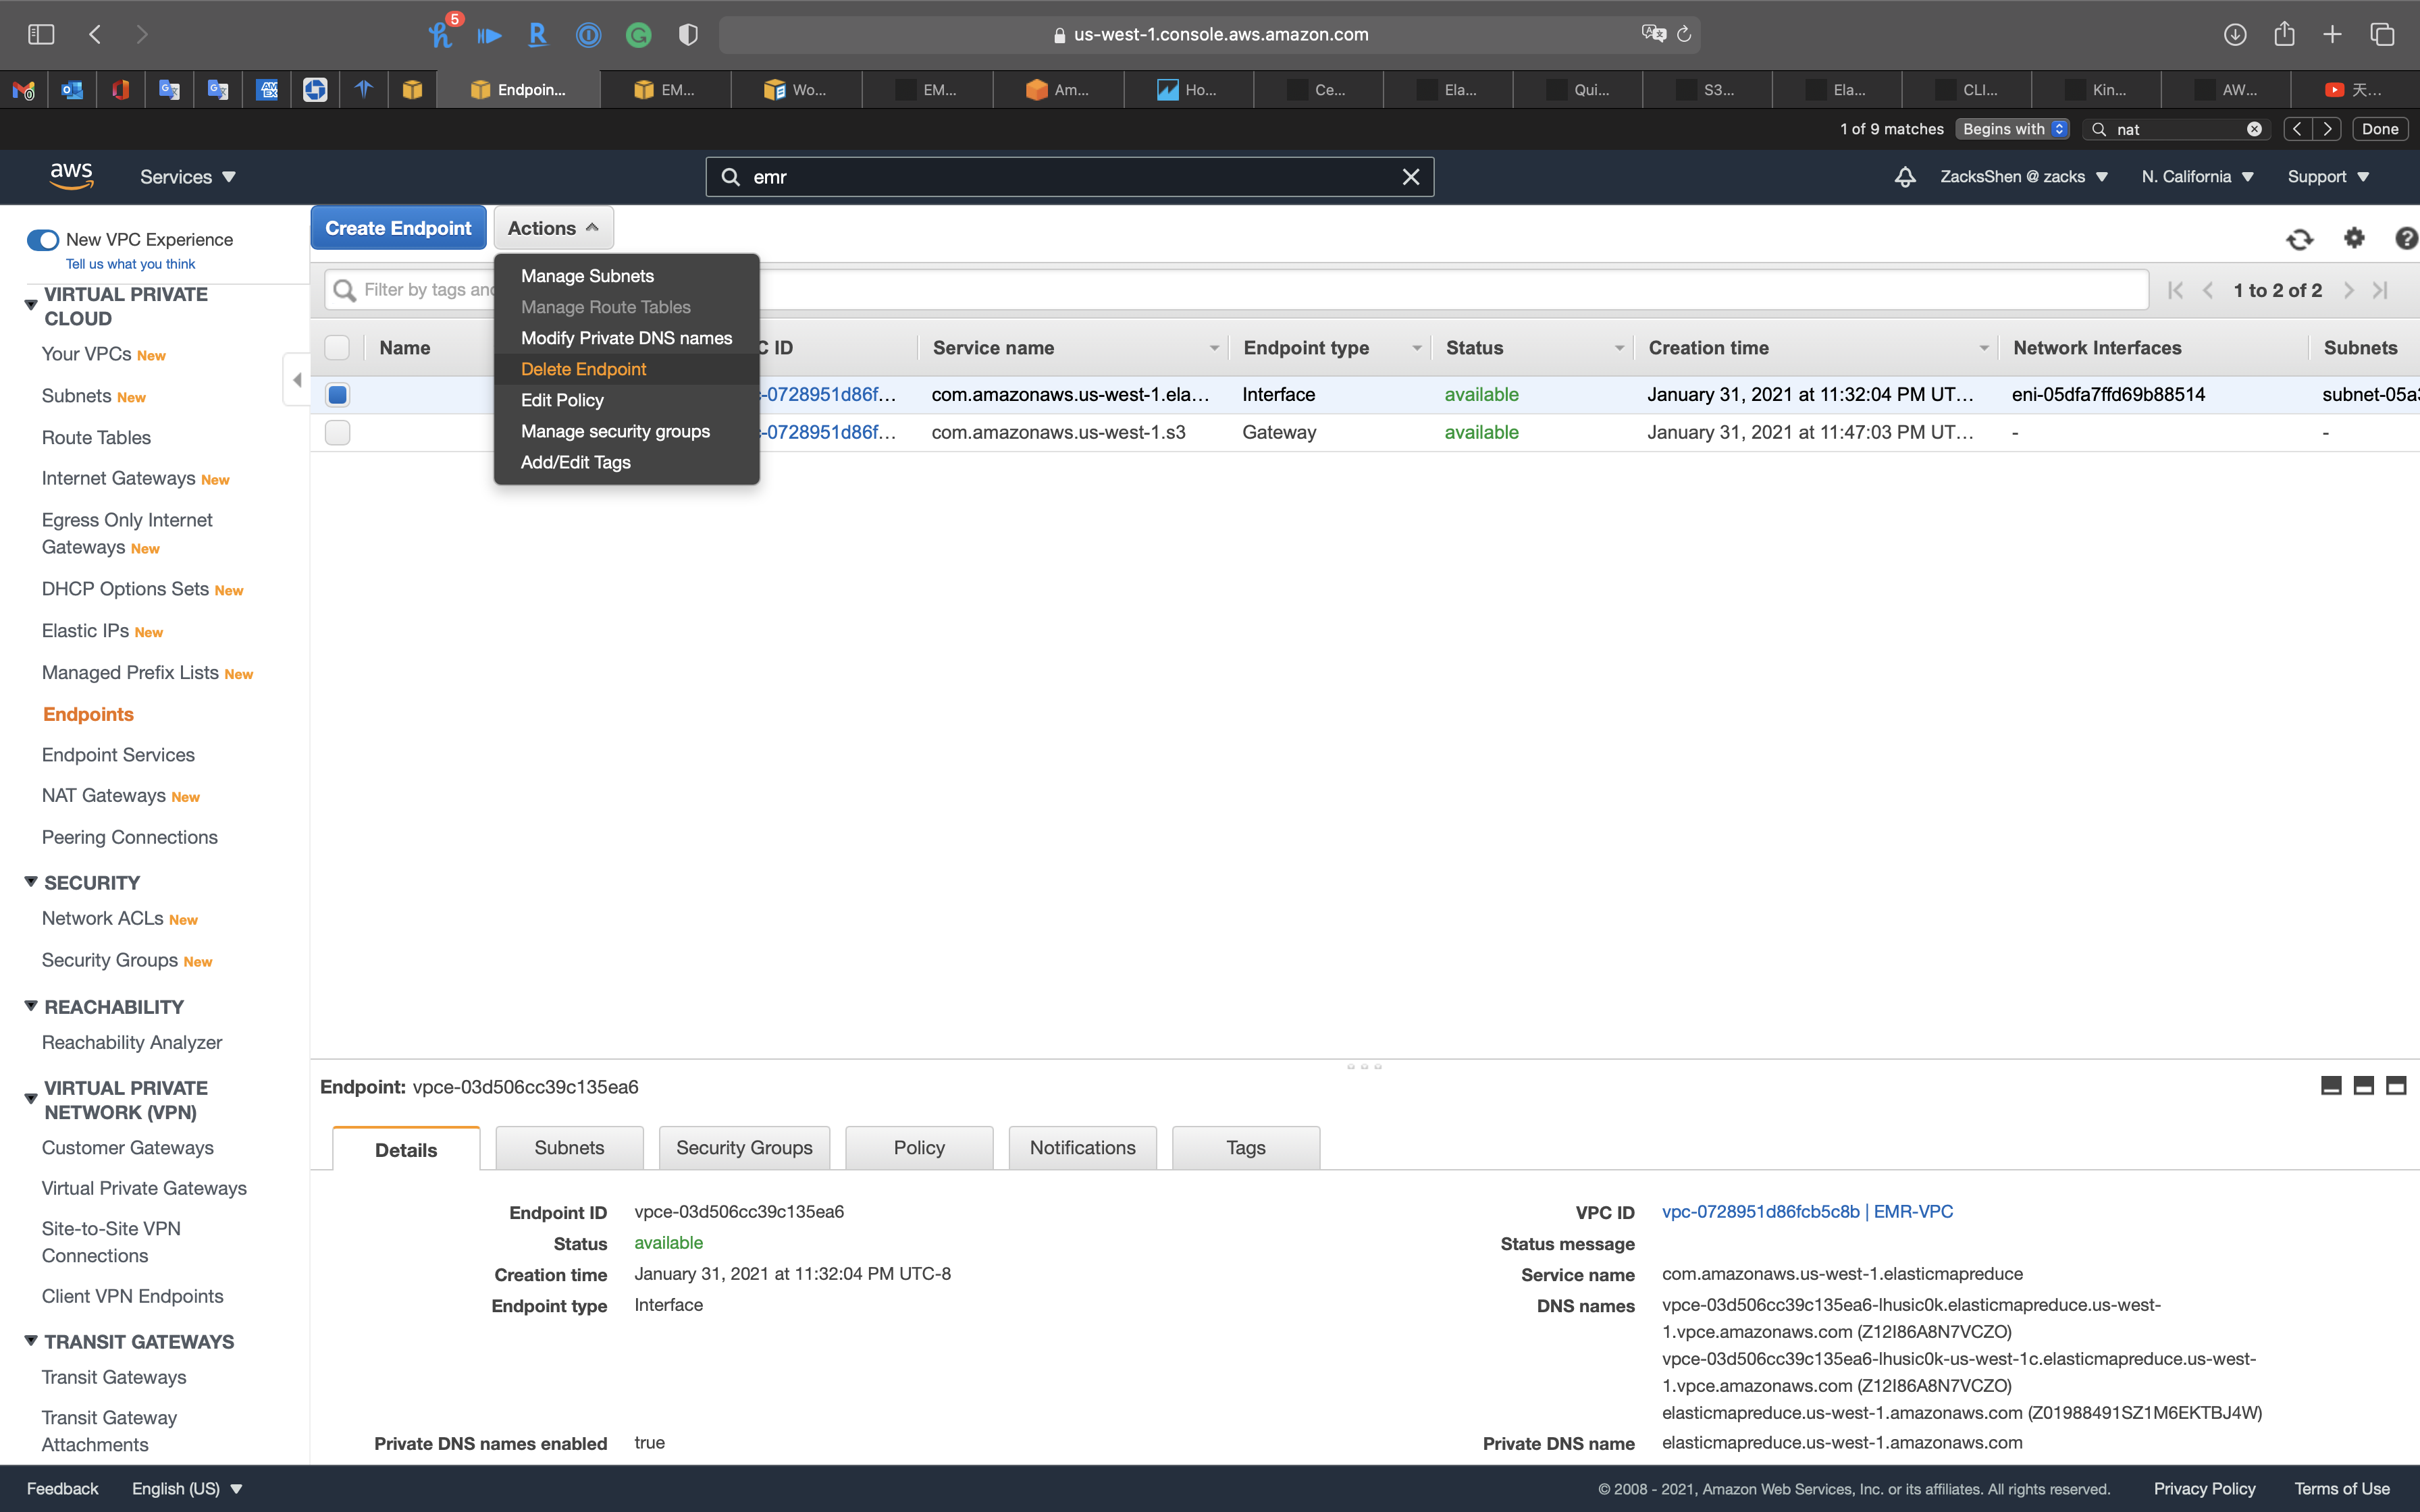 5
us-west-1.console.aws.amazon.com
Endpoin...
EM...
Wo...
EM...
Am...
Ho...
Ce...
Ela...
Qui...
S3...
Ela...
CLI...
Kin...
AW...
天...
1 of 9 matches
Begins with
nat
Done
aws
Services
emr
ZacksShen @ zacks
N. California
Support
New VPC Experience
Tell us what you think
Create Endpoint
Actions
Manage Subnets
Manage Route Tables
Modify Private DNS names
Delete Endpoint
Edit Policy
Manage security groups
Add/Edit Tags
Filter by tags and
1 to 2 of 2
Name
C ID
Service name
Endpoint type
Status
Creation time
Network Interfaces
Subnets
-0728951d86f... com.amazonaws.us-west-1.ela... Interface available January 31, 2021 at 11:32:04 PM UT... eni-05dfa7ffd69b88514 subnet-05a
-0728951d86f... com.amazonaws.us-west-1.s3 Gateway available January 31, 2021 at 11:47:03 PM UT... - -
VIRTUAL PRIVATE
CLOUD
Your VPCs New
Subnets New
Route Tables
Internet Gateways New
Egress Only Internet
Gateways New
DHCP Options Sets New
Elastic IPs New
Managed Prefix Lists New
Endpoints
Endpoint Services
NAT Gateways New
Peering Connections
SECURITY
Network ACLs New
Security Groups New
REACHABILITY
Reachability Analyzer
VIRTUAL PRIVATE
NETWORK (VPN)
Customer Gateways
Virtual Private Gateways
Site-to-Site VPN
Connections
Client VPN Endpoints
TRANSIT GATEWAYS
Transit Gateways
Transit Gateway
Attachments
Endpoint: vpce-03d506cc39c135ea6
Details
Subnets
Security Groups
Policy
Notifications
Tags
Endpoint ID vpce-03d506cc39c135ea6
Status available
Creation time January 31, 2021 at 11:32:04 PM UTC-8
Endpoint type Interface
Private DNS names enabled true
VPC ID vpc-0728951d86fcb5c8b | EMR-VPC
Status message
Service name com.amazonaws.us-west-1.elasticmapreduce
DNS names vpce-03d506cc39c135ea6-lhusic0k.elasticmapreduce.us-west-
1.vpce.amazonaws.com (Z12I86A8N7VCZO)
vpce-03d506cc39c135ea6-lhusic0k-us-west-1c.elasticmapreduce.us-west-
1.vpce.amazonaws.com (Z12I86A8N7VCZO)
elasticmapreduce.us-west-1.amazonaws.com (Z01988491SZ1M6EKTBJ4W)
Private DNS name elasticmapreduce.us-west-1.amazonaws.com
Feedback
English (US)
© 2008 - 2021, Amazon Web Services, Inc. or its affiliates. All rights reserved.
Privacy Policy
Terms of Use